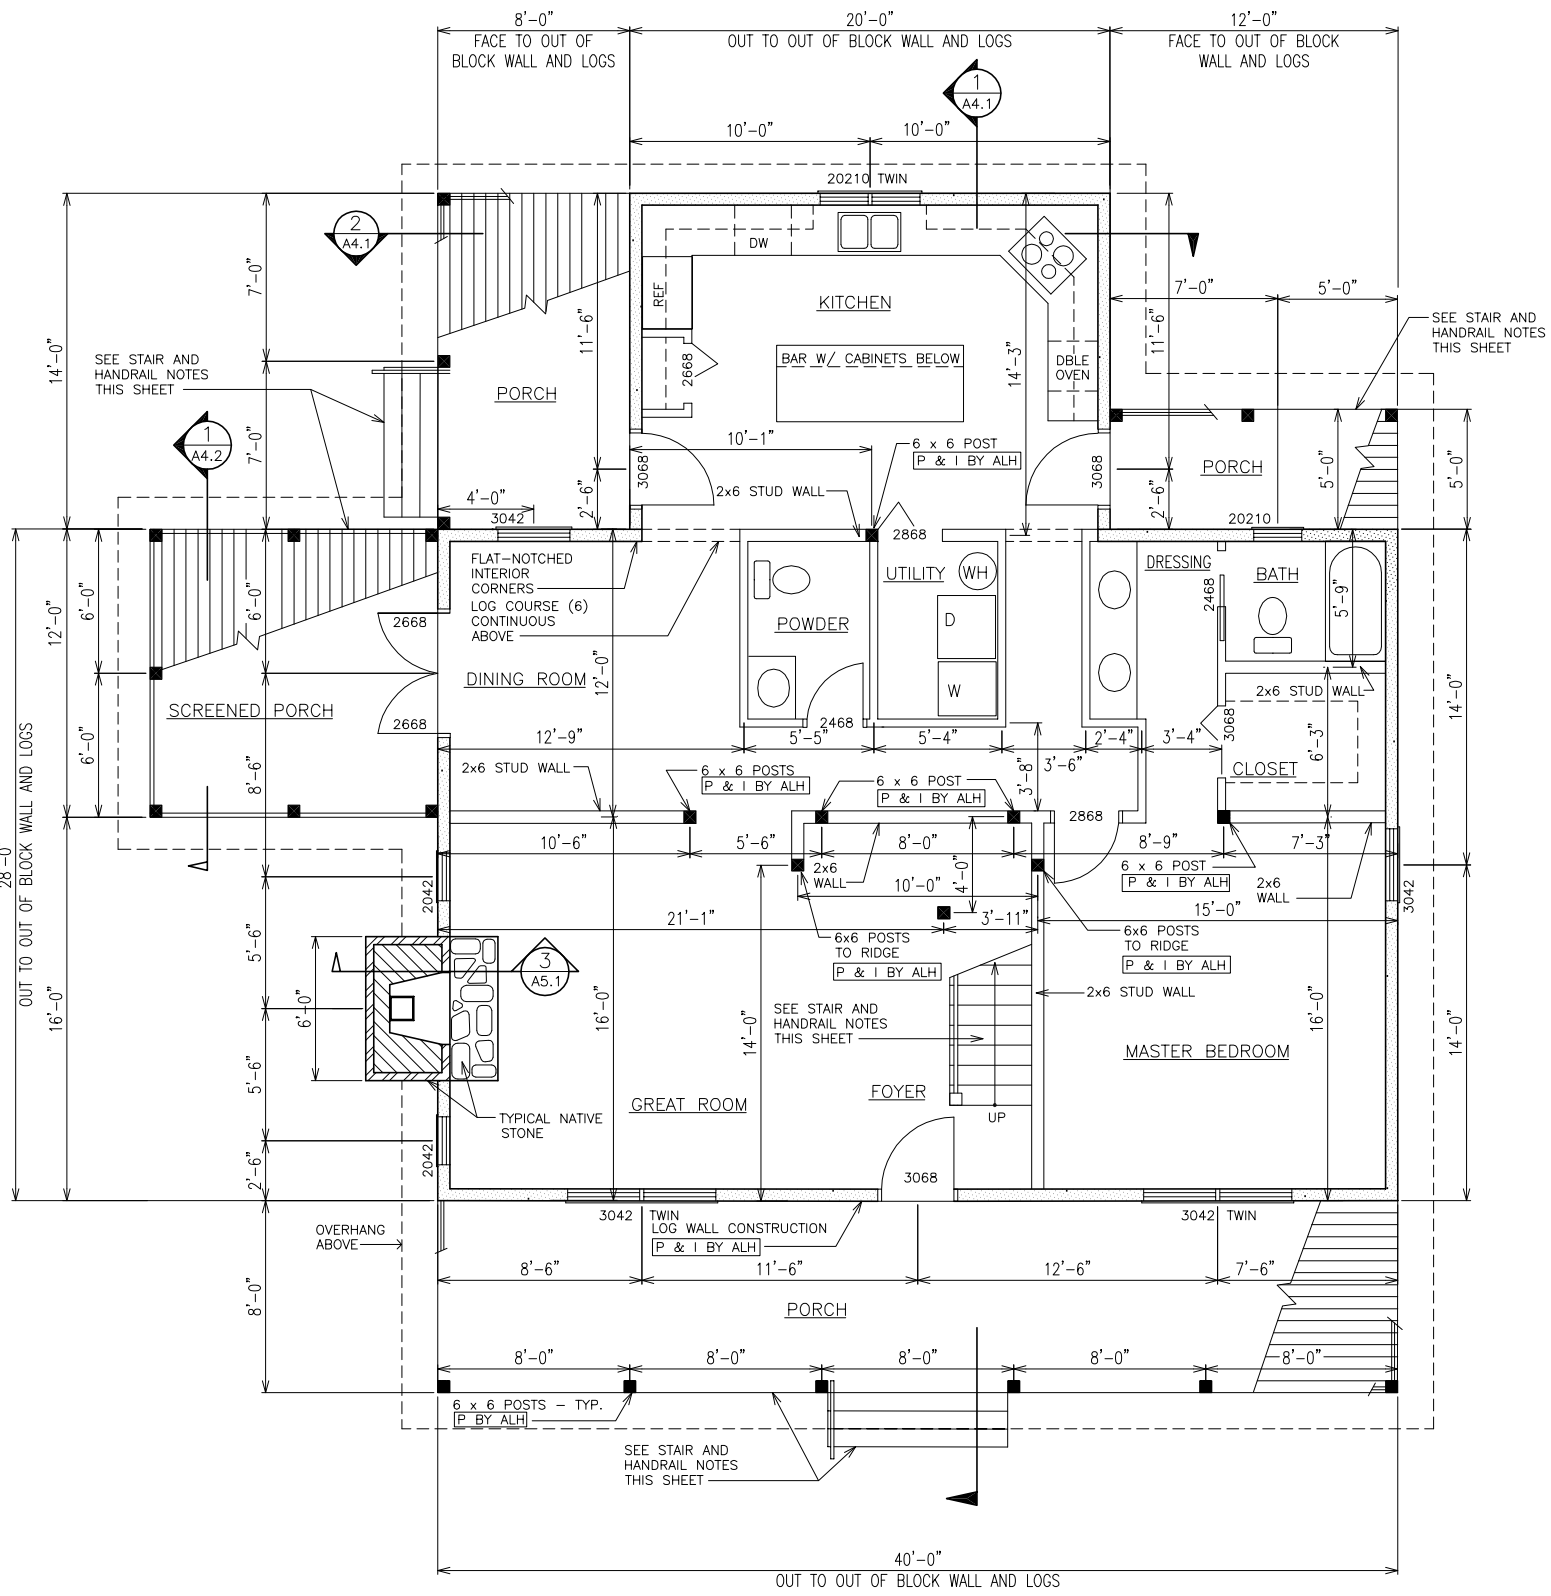 8'-0"
FACE TO OUT OF
BLOCK WALL AND LOGS
20'-0"
OUT TO OUT OF BLOCK WALL AND LOGS
12'-0"
FACE TO OUT OF BLOCK
WALL AND LOGS
1
A4.1
10'-0"
10'-0"
20210 TWIN
2
A4.1
DW
REF
KITCHEN
BAR W/ CABINETS BELOW
DBLE
OVEN
2668
14'-3"
11'-6"
11'-6"
7'-0"
5'-0"
SEE STAIR AND
HANDRAIL NOTES
THIS SHEET
14'-0"
7'-0"
7'-0"
SEE STAIR AND
HANDRAIL NOTES
THIS SHEET
PORCH
1
A4.2
10'-1"
6 x 6 POST
P & I BY ALH
3068
3068
2'-6"
2'-6"
PORCH
5'-0"
5'-0"
4'-0"
3042
2x6 STUD WALL
2868
20210
FLAT-NOTCHED
INTERIOR
CORNERS
LOG COURSE (6)
CONTINUOUS
ABOVE
UTILITY
WH
D
W
POWDER
2468
DRESSING
2468
BATH
5'-9"
2x6 STUD WALL
12'-0"
6'-0"
6'-0"
6'-0"
8'-6"
2668
2668
SCREENED PORCH
DINING ROOM
12'-0"
12'-9"
5'-5"
5'-4"
3'-6"
2'-4"
3'-4"
3'-8"
3068
6'-3"
CLOSET
14'-0"
2x6 STUD WALL
6 x 6 POSTS
P & I BY ALH
6 x 6 POST
P & I BY ALH
2868
10'-6"
5'-6"
8'-0"
8'-9"
7'-3"
2x6
WALL
10'-0"
4'-0"
6 x 6 POST
P & I BY ALH
2x6
WALL
21'-1"
3'-11"
15'-0"
3042
28'-0
OUT TO OUT OF BLOCK WALL AND LOGS
16'-0"
2042
5'-6"
5'-6"
2'-6"
6'-0"
3
A5.1
6x6 POSTS
TO RIDGE
P & I BY ALH
6x6 POSTS
TO RIDGE
P & I BY ALH
2x6 STUD WALL
SEE STAIR AND
HANDRAIL NOTES
THIS SHEET
16'-0"
14'-0"
16'-0"
14'-0"
MASTER BEDROOM
FOYER
GREAT ROOM
UP
TYPICAL NATIVE
STONE
2042
3068
3042 TWIN
3042 TWIN
LOG WALL CONSTRUCTION
P & I BY ALH
OVERHANG
ABOVE
8'-0"
8'-6"
11'-6"
12'-6"
7'-6"
PORCH
8'-0"
8'-0"
8'-0"
8'-0"
8'-0"
6 x 6 POSTS - TYP.
P BY ALH
SEE STAIR AND
HANDRAIL NOTES
THIS SHEET
40'-0"
OUT TO OUT OF BLOCK WALL AND LOGS